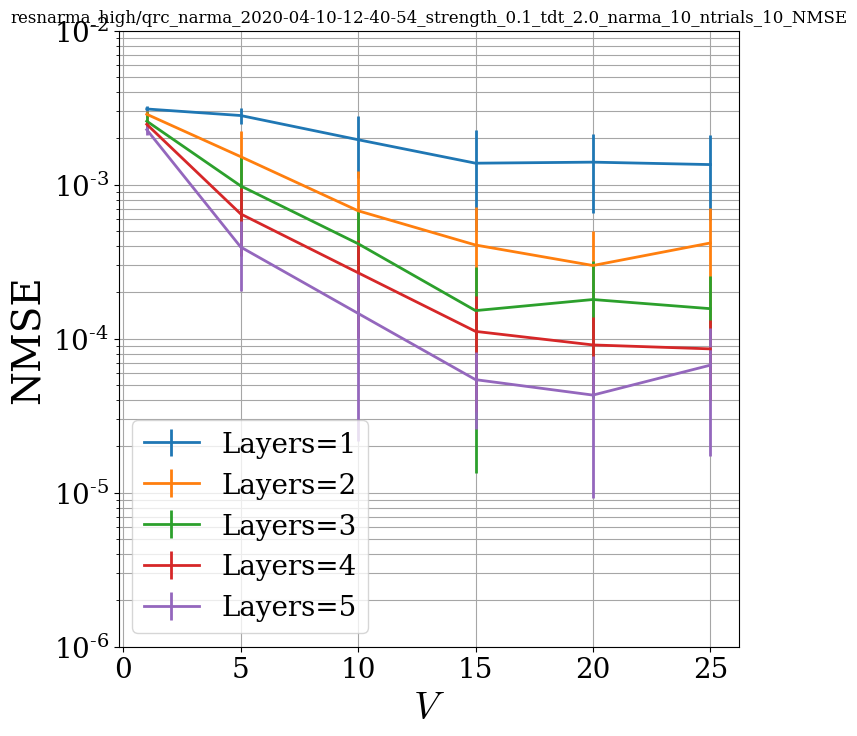 resnarma_high/qrc_narma_2020-04-10-12-40-54_strength_0.1_tdt_2.0_narma_10_ntrials_10_NMSE
10^-2
10^-3
10^-4
10^-5
10^-6
NMSE
Layers=1
Layers=2
Layers=3
Layers=4
Layers=5
0 5 10 15 20 25
V